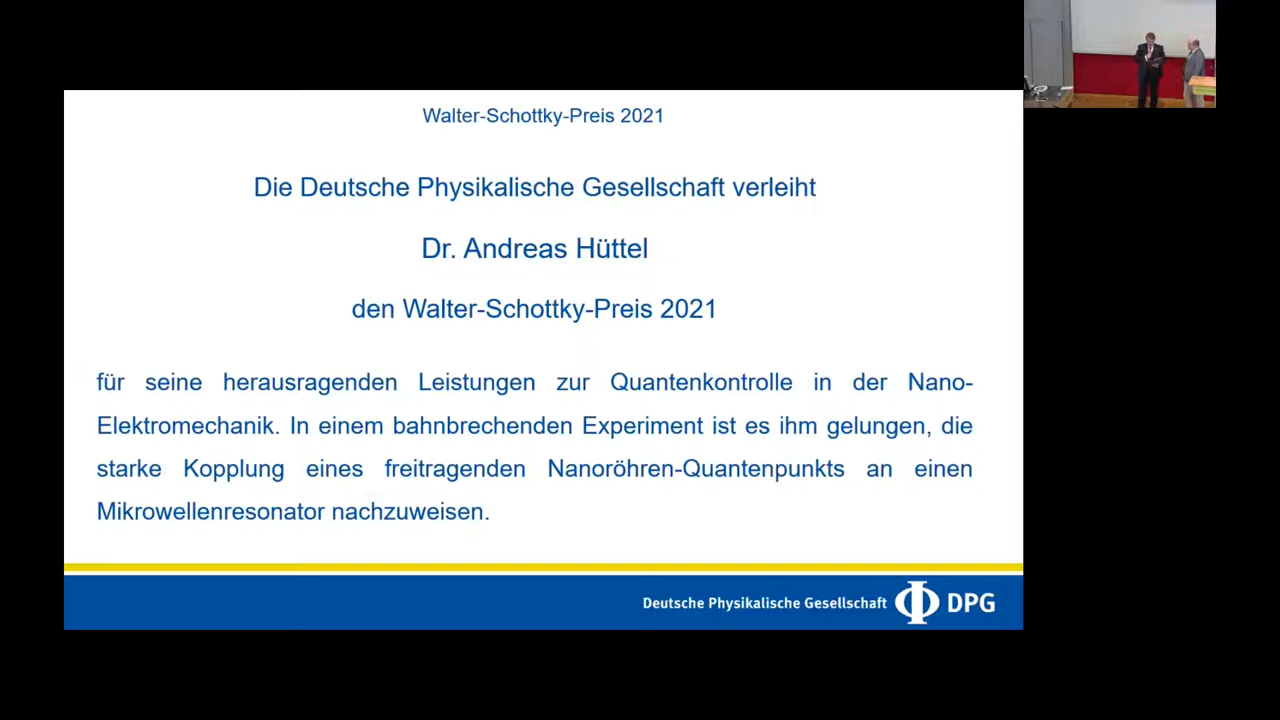 Walter-Schottky-Preis 2021
Die Deutsche Physikalische Gesellschaft verleiht
Dr. Andreas Hüttel
den Walter-Schottky-Preis 2021
für seine herausragenden Leistungen zur Quantenkontrolle in der Nano-
Elektromechanik. In einem bahnbrechenden Experiment ist es ihm gelungen, die
starke Kopplung eines freitragenden Nanoröhren-Quantenpunkts an einen
Mikrowellenresonator nachzuweisen.
Deutsche Physikalische Gesellschaft DPG